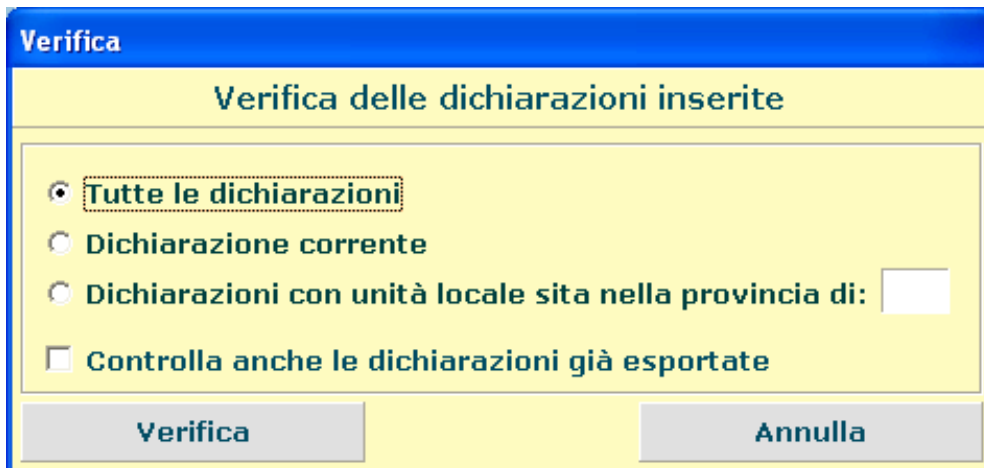 Verifica
Verifica delle dichiarazioni inserite
Tutte le dichiarazioni
Dichiarazione corrente
Dichiarazioni con unità locale sita nella provincia di:
Controlla anche le dichiarazioni già esportate
Verifica
Annulla